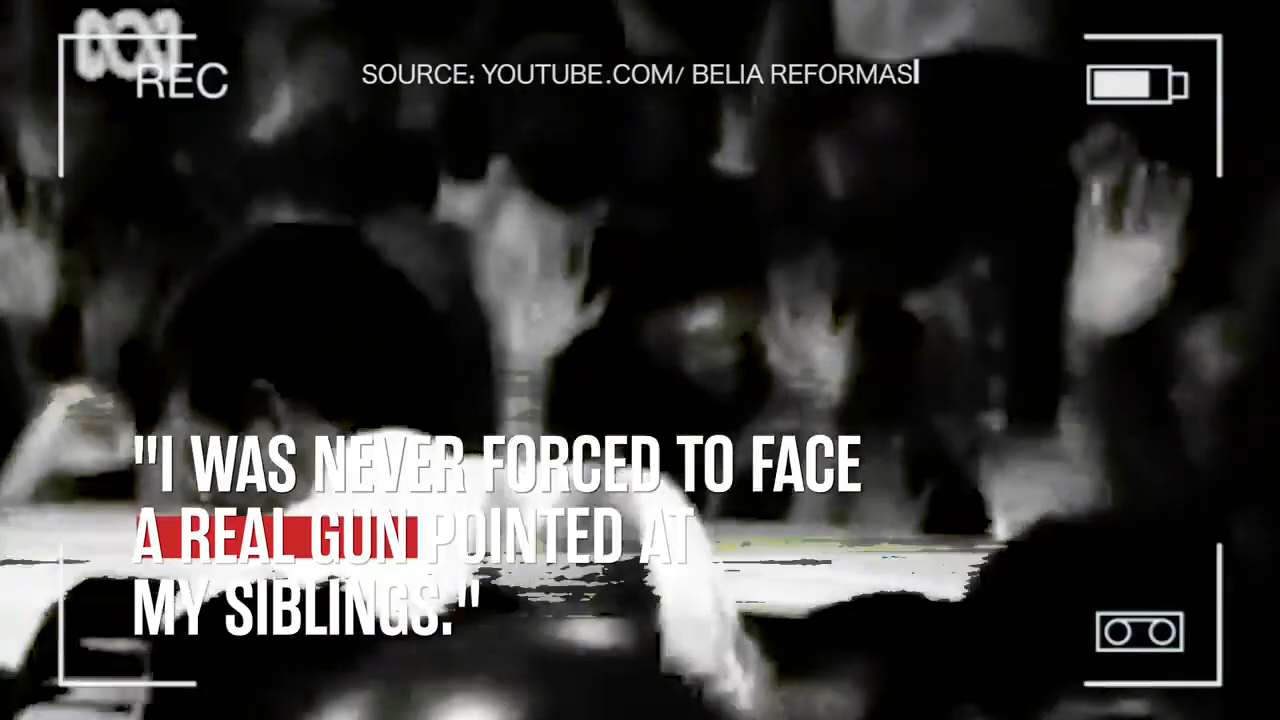 REC
SOURCE: YOUTUBE.COM/ BELIA REFORMASI
"I WAS NEVER FORCED TO FACE
A REAL GUN POINTED AT
MY SIBLINGS."